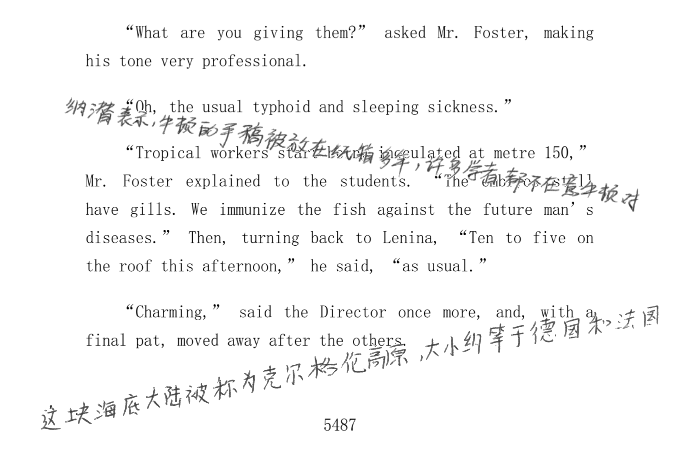 “What are you giving them?” asked Mr. Foster, making
his tone very professional.
“Oh, the usual typhoid and sleeping sickness.”
纳潜表示,牛顿的手稿被放在纸箱多年,许多学者都不在意牛顿对
“Tropical workers start being inoculated at metre 150,”
Mr. Foster explained to the students. “The embryos still
have gills. We immunize the fish against the future man’s
diseases.” Then, turning back to Lenina, “Ten to five on
the roof this afternoon,” he said, “as usual.”
“Charming,” said the Director once more, and, with a
final pat, moved away after the others.
这块海底大陆被称为克尔格伦高原,大小约等于德国和法国
5487